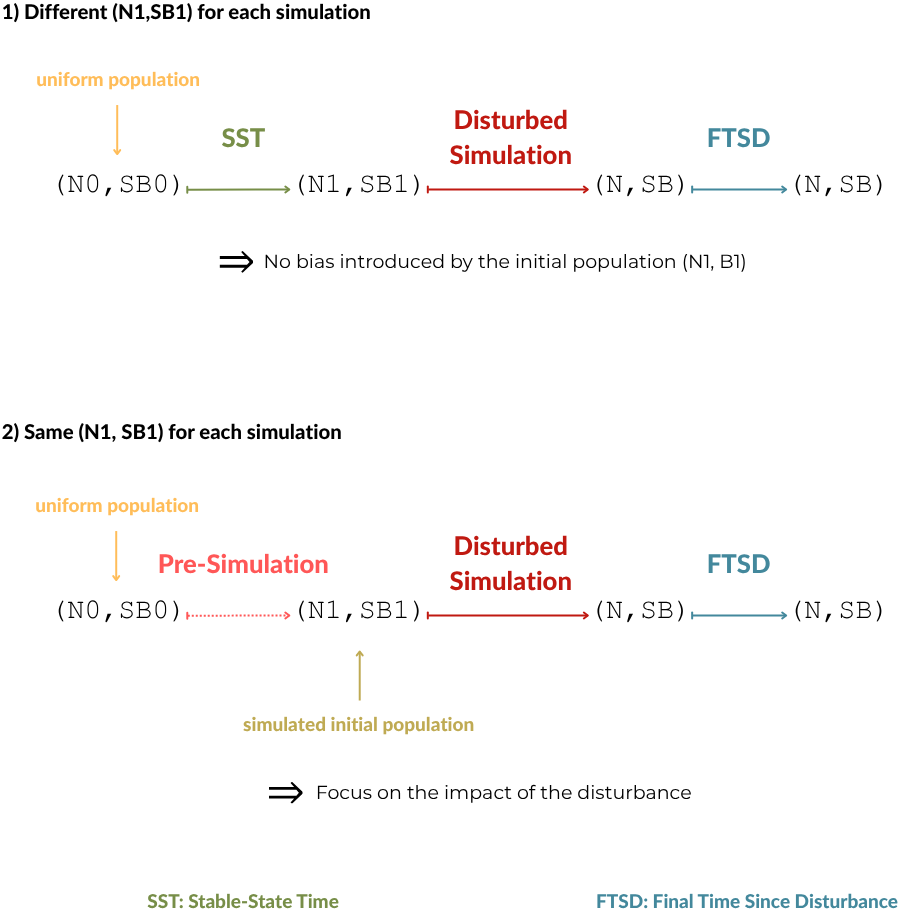 1) Different (N1,SB1) for each simulation
uniform population
SST
Disturbed
Simulation
FTSD
(N0,SB0)
(N1,SB1)
(N,SB)
(N,SB)
⇒ No bias introduced by the initial population (N1, B1)
2) Same (N1, SB1) for each simulation
uniform population
Pre-Simulation
Disturbed
Simulation
FTSD
(N0,SB0)
(N1,SB1)
(N,SB)
(N,SB)
simulated initial population
⇒ Focus on the impact of the disturbance
SST: Stable-State Time
FTSD: Final Time Since Disturbance